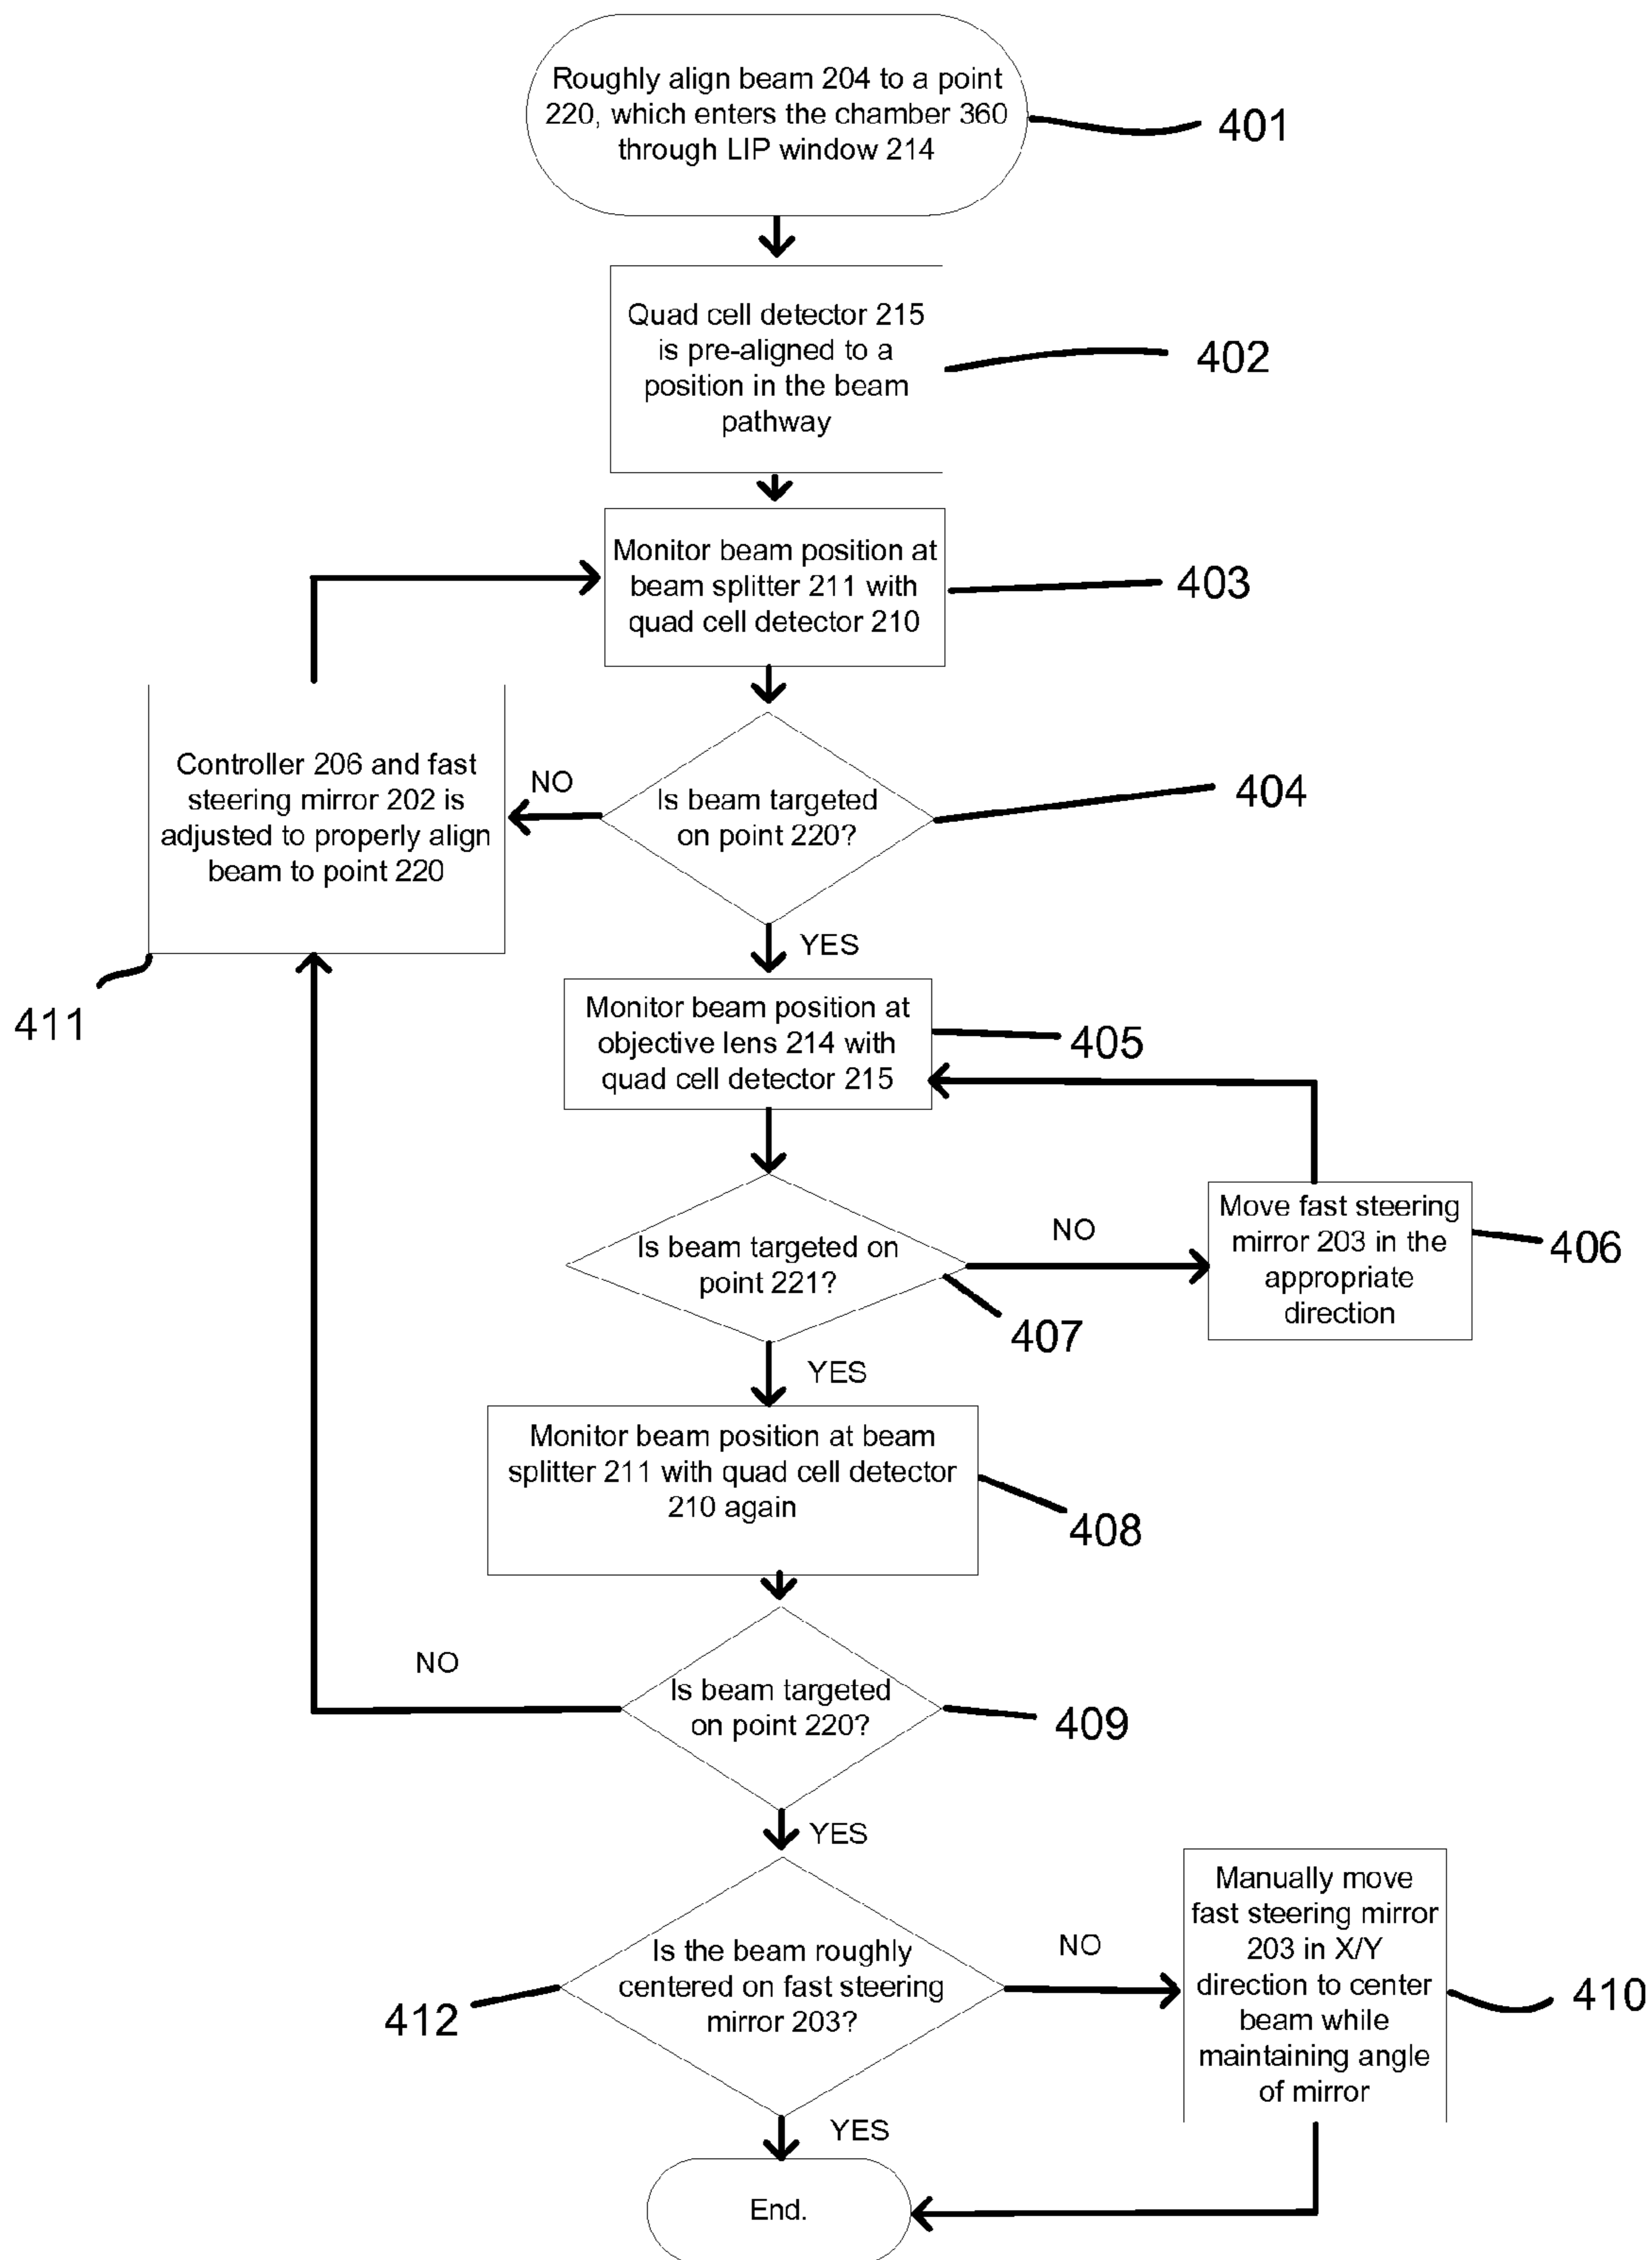 Roughly align beam 204 to a point
220, which enters the chamber 360
through LIP window 214
401
Quad cell detector 215
is pre-aligned to a
position in the beam
pathway
402
Monitor beam position at
beam splitter 211 with
quad cell detector 210
403
Controller 206 and fast
steering mirror 202 is
adjusted to properly align
beam to point 220
411
NO
Is beam targeted
on point 220?
404
YES
Monitor beam position at
objective lens 214 with
quad cell detector 215
405
Is beam targeted on
point 221?
407
NO
Move fast steering
mirror 203 in the
appropriate
direction
406
YES
Monitor beam position at beam
splitter 211 with quad cell detector
210 again
408
NO
Is beam targeted
on point 220?
409
YES
Is the beam roughly
centered on fast steering
mirror 203?
412
NO
Manually move
fast steering mirror
203 in X/Y
direction to center
beam while
maintaining angle
of mirror
410
YES
End.